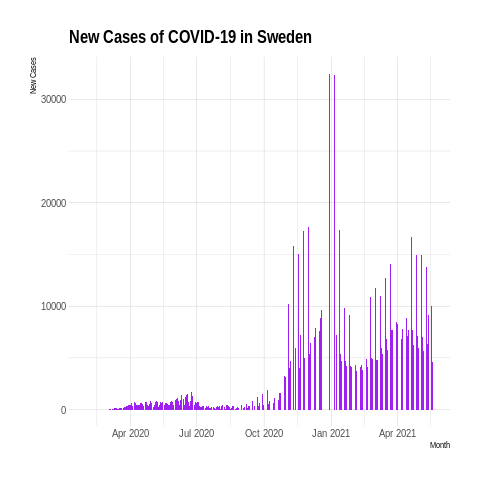 New Cases of COVID-19 in Sweden
New Cases
30000
20000
10000
0
Apr 2020 Jul 2020 Oct 2020 Jan 2021 Apr 2021
Month